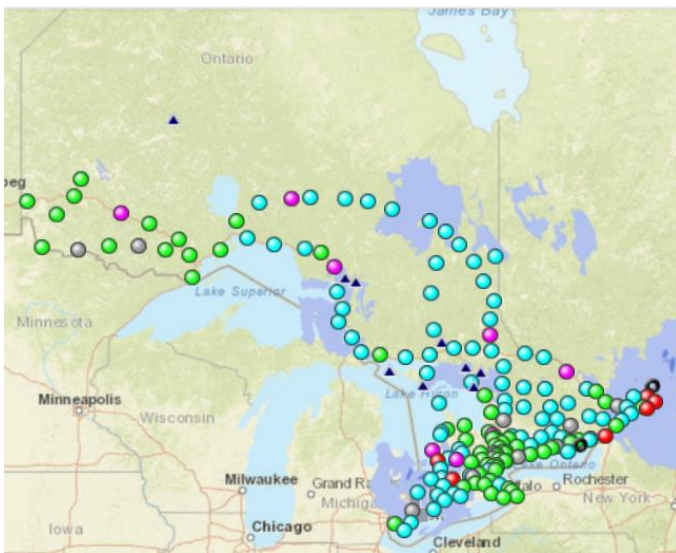 James Bay
Ontario
Lake Superior
Minnesota
Minneapolis
Wisconsin
Lake Huron
Lake Ontario
Milwaukee
Grand R
Michig
Rochester
New York
Iowa
Chicago
Cleveland